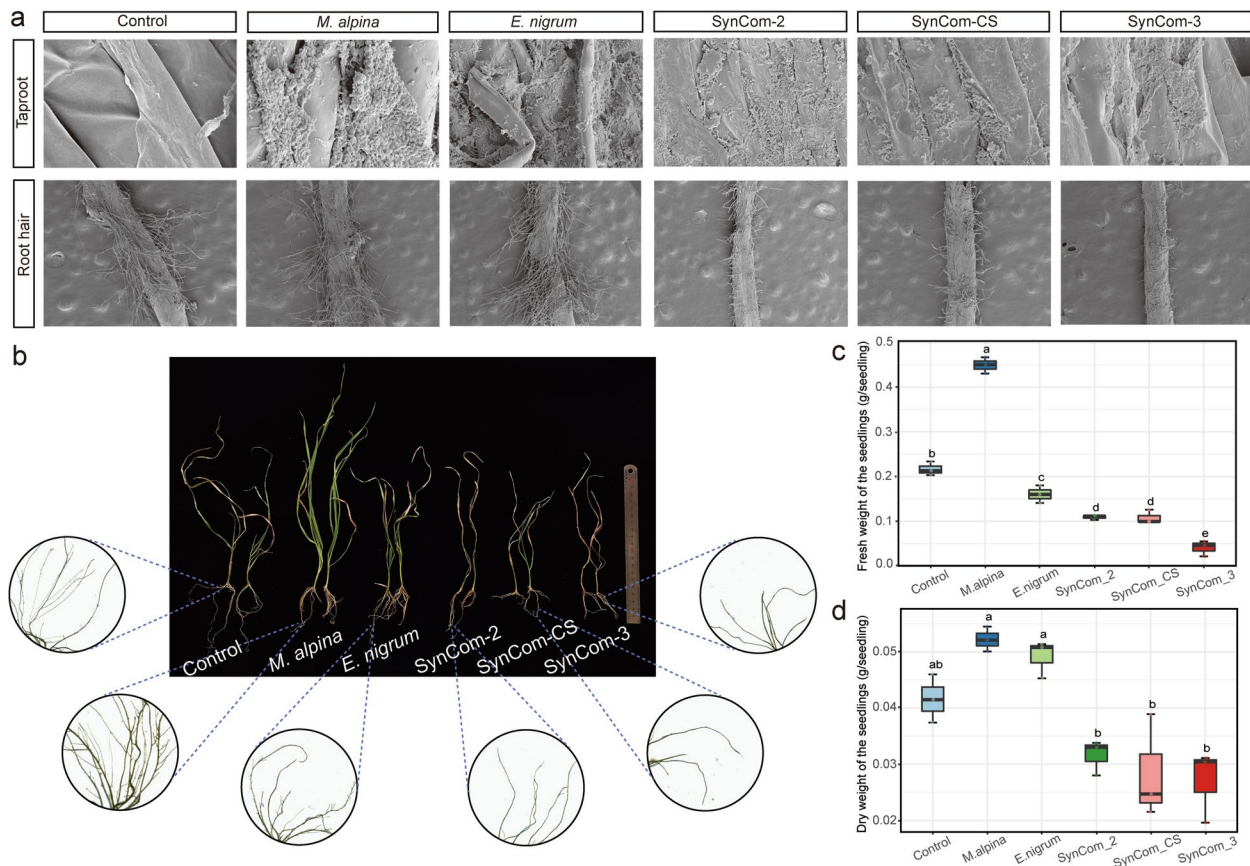 a
Control
M. alpina
E. nigrum
SynCom-2
SynCom-CS
SynCom-3
Taproot
Root hair
b
Control
M. alpina
E. nigrum
SynCom-2
SynCom-CS
SynCom-3
c
Fresh weight of the seedlings (g/seedling)
0.5
0.4
0.3
0.2
0.1
0.0
b
a
c
d
d
e
Control
M.alpina
E.nigrum
SynCom_2
SynCom_CS
SynCom_3
d
Dry weight of the seedlings (g/seedling)
0.05
0.04
0.03
0.02
ab
a
a
b
b
b
Control
M.alpina
E.nigrum
SynCom_2
SynCom_CS
SynCom_3